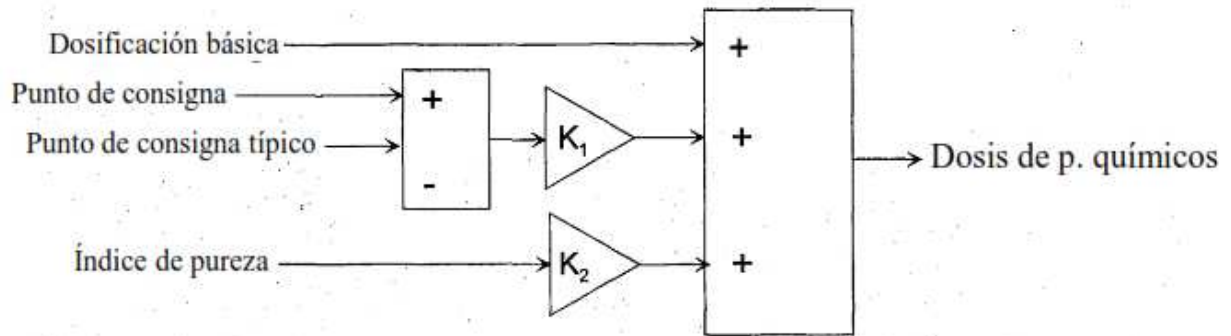 Dosificación básica
+
Punto de consigna
+
Punto de consigna típico
K₁
+
-
Dosis de p. químicos
Índice de pureza
K₂
+